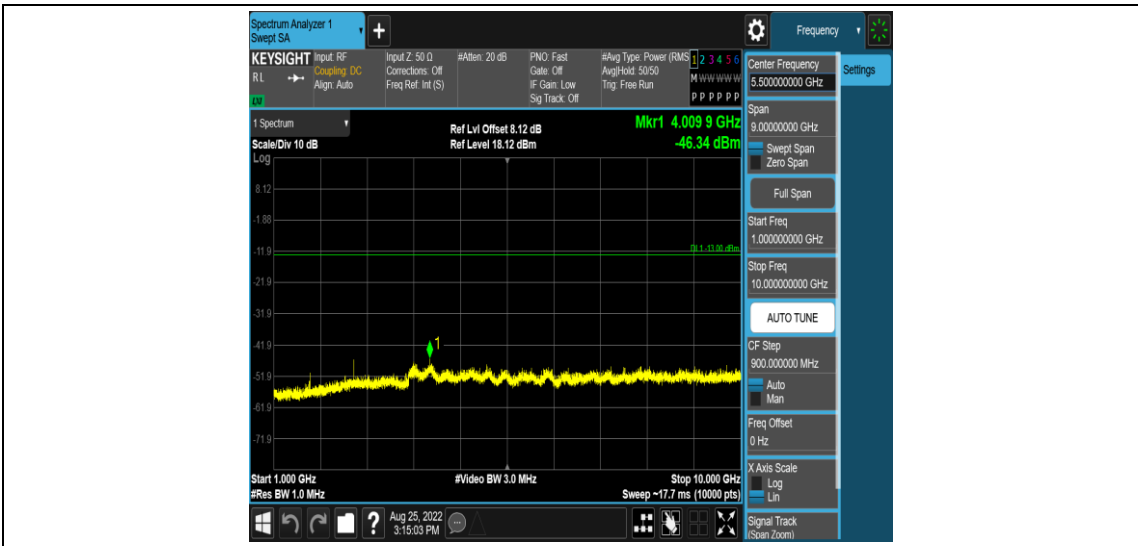 Spectrum Analyzer 1
Swept SA
+
Frequency
KEYSIGHT
RL
LXI
Input: RF
Coupling: DC
Align: Auto
Input Z: 50 Ω
Corrections: Off
Freq Ref: Int (S)
#Atten: 20 dB
PNO: Fast
Gate: Off
IF Gain: Low
Sig Track: Off
#Avg Type: Power (RMS
Avg|Hold: 50/50
Trig: Free Run
1 2 3 4 5 6
M W W W W W
P P P P P P
Center Frequency
5.500000000 GHz
Settings
Span
9.00000000 GHz
Swept Span
Zero Span
Full Span
Start Freq
1.000000000 GHz
Stop Freq
10.000000000 GHz
AUTO TUNE
CF Step
900.000000 MHz
Auto
Man
Freq Offset
0 Hz
X Axis Scale
Log
Lin
Signal Track
(Span Zoom)
1 Spectrum
Scale/Div 10 dB
Log
Ref Lvl Offset 8.12 dB
Ref Level 18.12 dBm
Mkr1 4.009 9 GHz
-46.34 dBm
8.12
-1.88
-11.9
DL1 -13.00 dBm
-21.9
-31.9
-41.9
1
-51.9
-61.9
-71.9
Start 1.000 GHz
#Video BW 3.0 MHz
Stop 10.000 GHz
#Res BW 1.0 MHz
Sweep ~17.7 ms (10000 pts)
?
Aug 25, 2022
3:15:03 PM